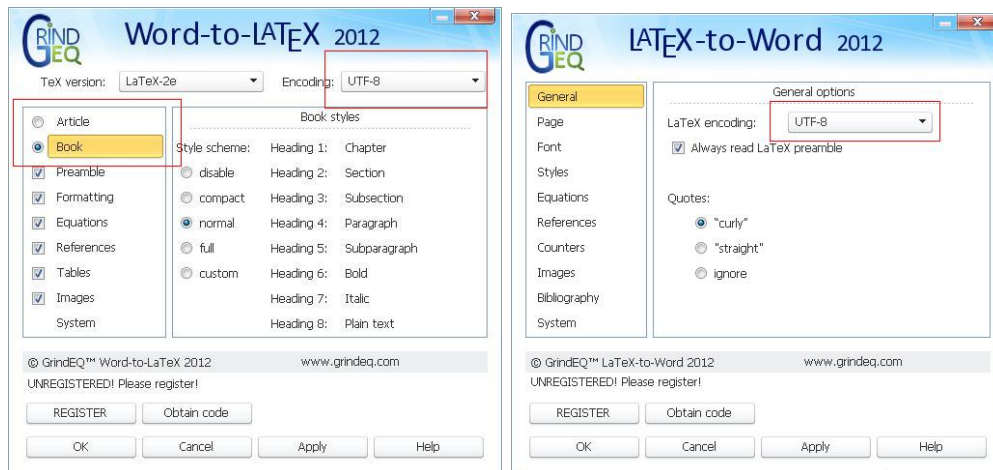 GRIND EQ Word-to-LATEX 2012
TeX version: LaTeX-2e Encoding: UTF-8
Article
Book
Preamble
Formatting
Equations
References
Tables
Images
System
Book styles
Style scheme:
disable
compact
normal
full
custom
Heading 1: Chapter
Heading 2: Section
Heading 3: Subsection
Heading 4: Paragraph
Heading 5: Subparagraph
Heading 6: Bold
Heading 7: Italic
Heading 8: Plain text
© GrindEQ™ Word-to-LaTeX 2012 www.grindeq.com
UNREGISTERED! Please register!
REGISTER Obtain code
OK Cancel Apply Help
GRIND EQ LATEX-to-Word 2012
General
Page
Font
Styles
Equations
References
Counters
Images
Bibliography
System
General options
LaTeX encoding: UTF-8
Always read LaTeX preamble
Quotes:
"curly"
"straight"
ignore
© GrindEQ™ LaTeX-to-Word 2012 www.grindeq.com
UNREGISTERED! Please register!
REGISTER Obtain code
OK Cancel Apply Help